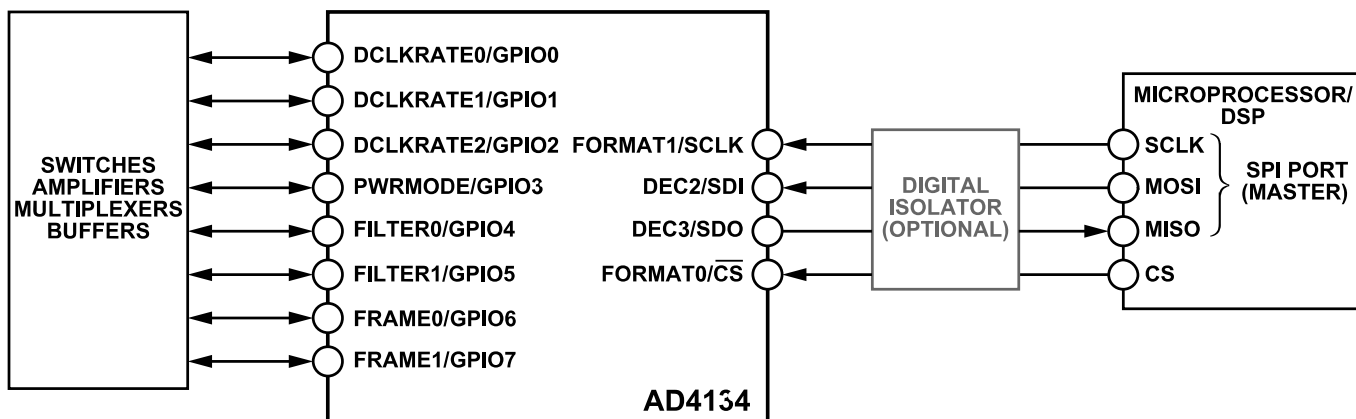 SWITCHES
AMPLIFIERS
MULTIPLEXERS
BUFFERS
DCLKRATE0/GPIO0
DCLKRATE1/GPIO1
DCLKRATE2/GPIO2
PWRMODE/GPIO3
FILTER0/GPIO4
FILTER1/GPIO5
FRAME0/GPIO6
FRAME1/GPIO7
FORMAT1/SCLK
DEC2/SDI
DEC3/SDO
FORMAT0/C̅S̅
AD4134
DIGITAL
ISOLATOR
(OPTIONAL)
MICROPROCESSOR/
DSP
SCLK
MOSI
MISO
CS
SPI PORT
(MASTER)